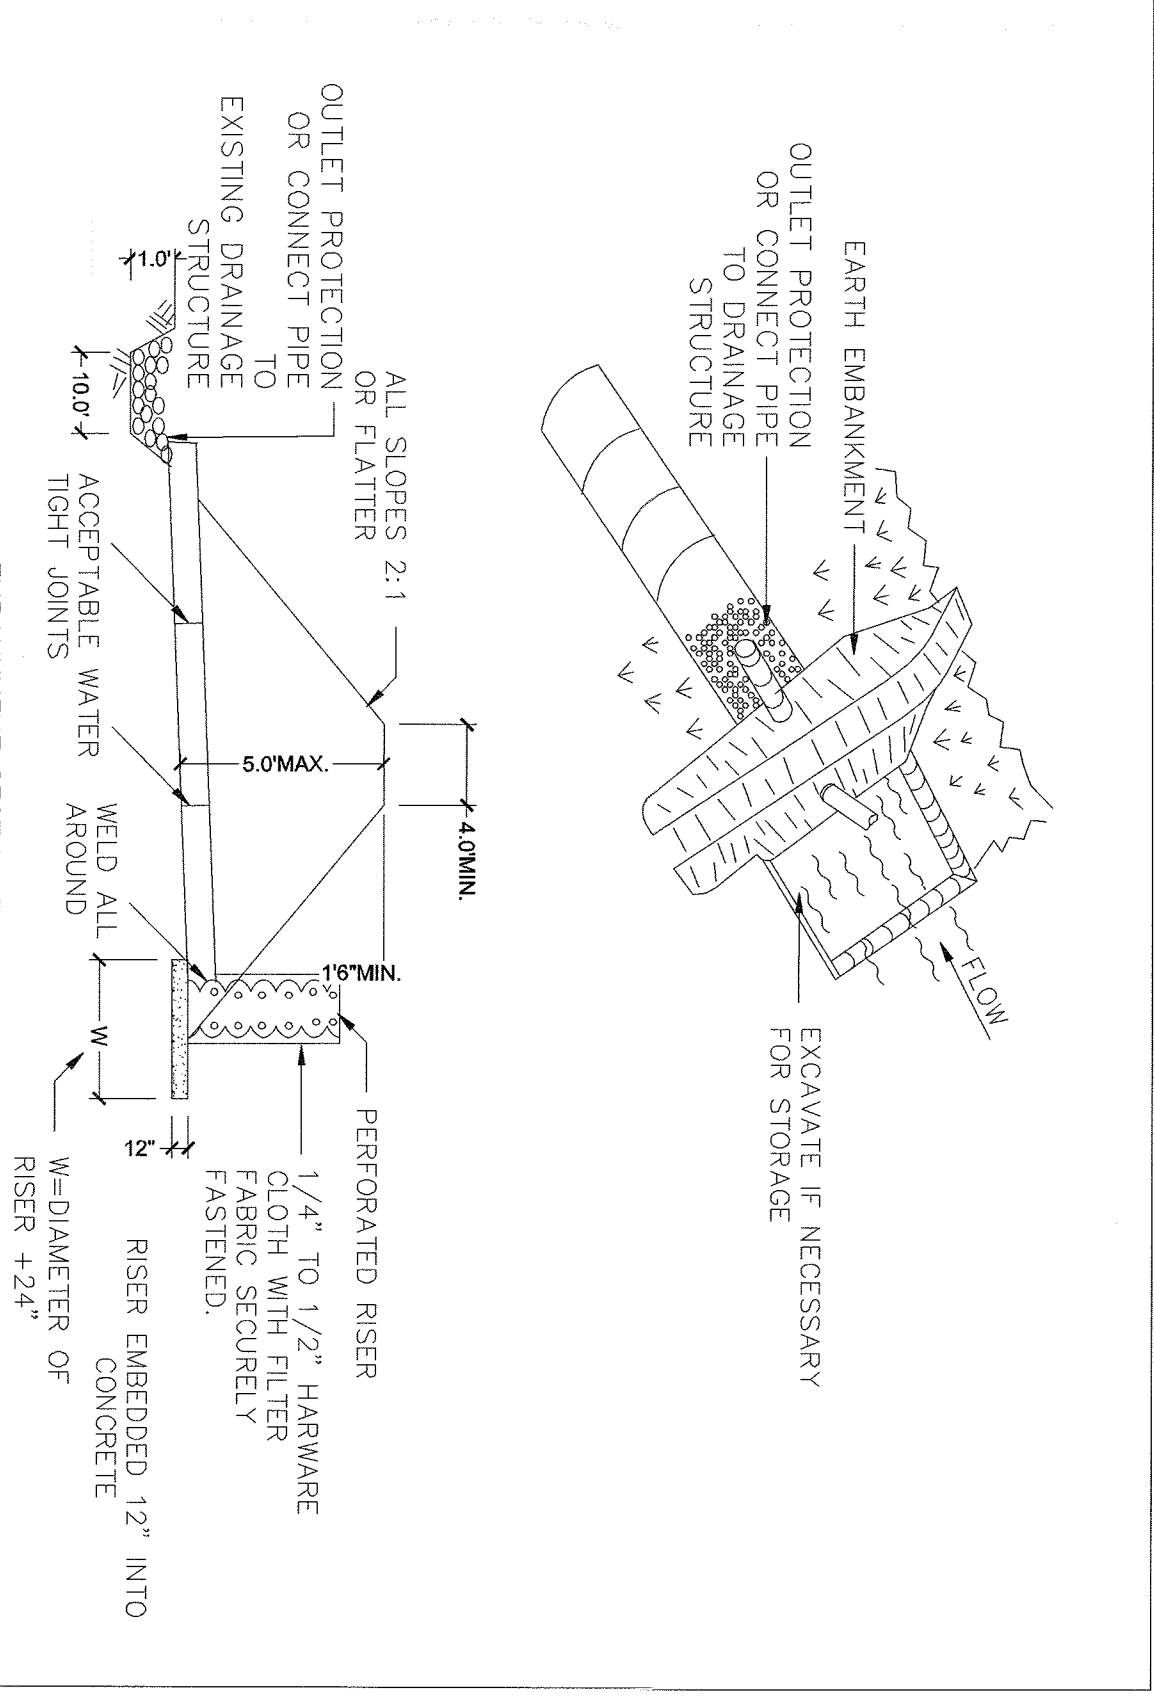 EARTH EMBANKMENT
OUTLET PROTECTION
OR CONNECT PIPE
TO DRAINAGE
STRUCTURE
FLOW
EXCAVATE IF NECESSARY
FOR STORAGE
4.0'MIN.
ALL SLOPES 2:1
OR FLATTER
OUTLET PROTECTION
OR CONNECT PIPE
TO
EXISTING DRAINAGE
STRUCTURE
1.0'
10.0'
5.0'MAX.
1'6"MIN.
PERFORATED RISER
1/4" TO 1/2" HARWARE
CLOTH WITH FILTER
FABRIC SECURELY
FASTENED.
ACCEPTABLE WATER
TIGHT JOINTS
WELD ALL
AROUND
W
12"
RISER EMBEDDED 12" INTO
CONCRETE
W=DIAMETER OF
RISER +24"